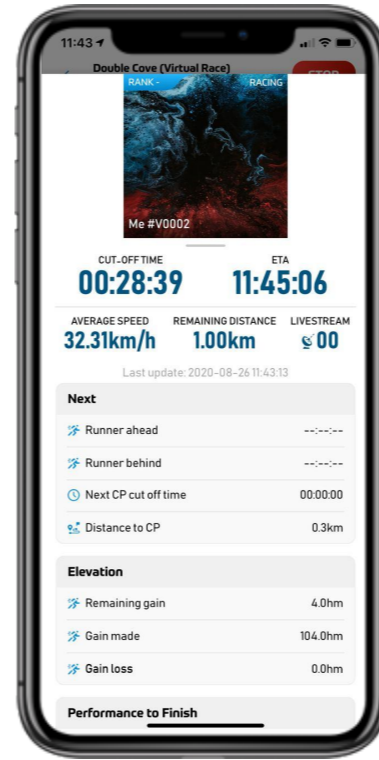 11:43
Double Cove (Virtual Race)
STOP
RANK - RACING
Me #V0002
CUT-OFF TIME ETA
00:28:39 11:45:06
AVERAGE SPEED REMAINING DISTANCE LIVESTREAM
32.31km/h 1.00km 00
Last update: 2020-08-26 11:43:13
Next
Runner ahead --:--:--
Runner behind --:--:--
Next CP cut off time 00:00:00
Distance to CP 0.3km
Elevation
Remaining gain 4.0hm
Gain made 104.0hm
Gain loss 0.0hm
Performance to Finish